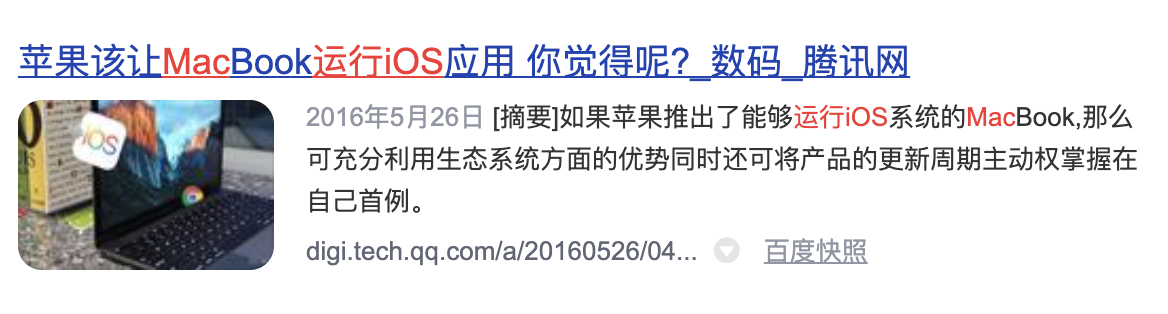 苹果该让MacBook运行iOS应用 你觉得呢?_数码_腾讯网
iOS
2016年5月26日 [摘要]如果苹果推出了能够运行iOS系统的MacBook,那么
可充分利用生态系统方面的优势同时还可将产品的更新周期主动权掌握在
自己首例。
digi.tech.qq.com/a/20160526/04... 百度快照